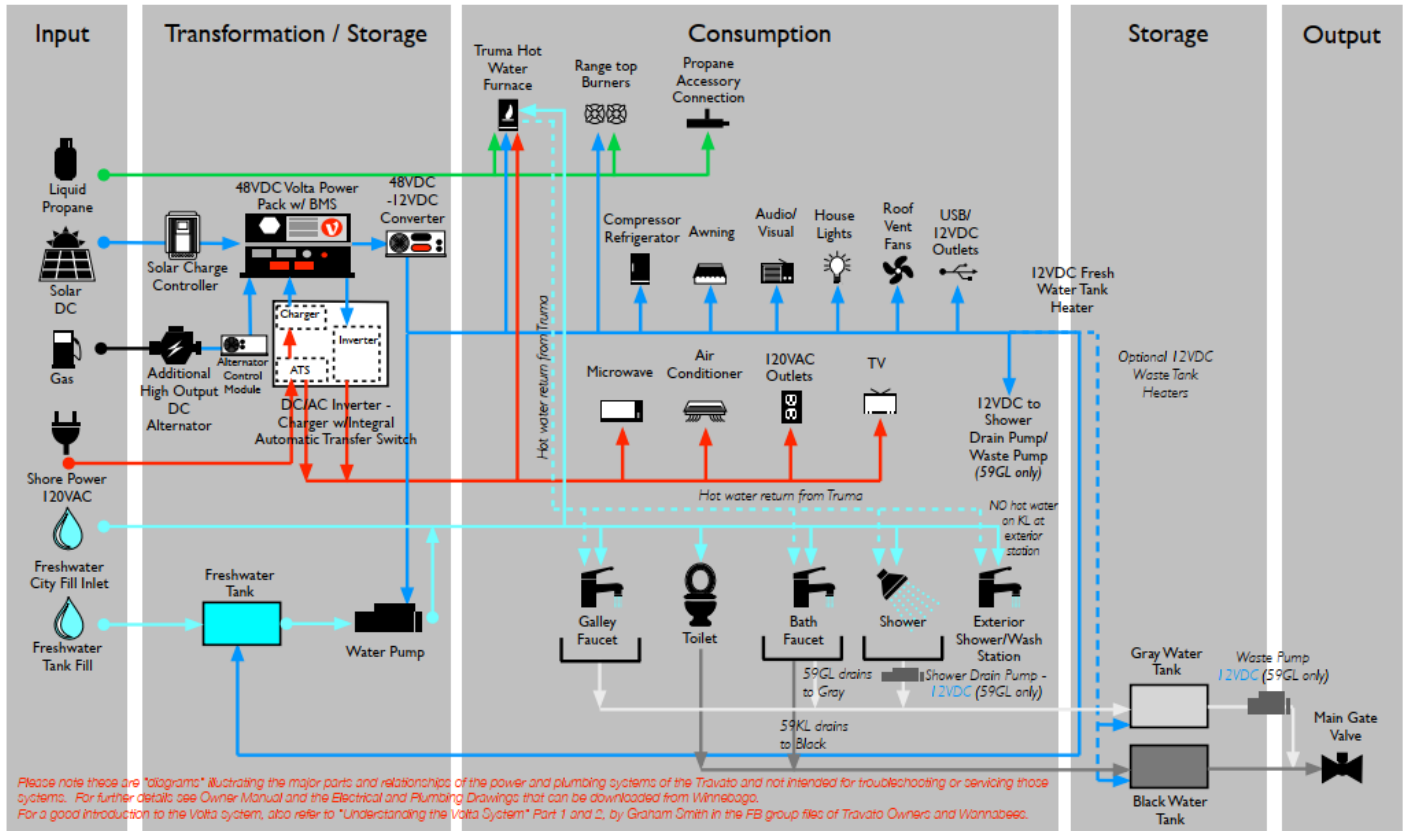 Input
Transformation / Storage
Consumption
Storage
Output
Truma Hot
Water
Furnace
Range top
Burners
Propane
Accessory
Connection
Liquid
Propane
48VDC Volta Power
Pack w/ BMS
48VDC
-12VDC
Converter
Solar Charge
Controller
Solar
DC
Compressor
Refrigerator
Awning
Audio/
Visual
House
Lights
Roof
Vent
Fans
USB/
12VDC
Outlets
12VDC Fresh
Water Tank
Heater
Charger
Inverter
ATS
Gas
Additional
High Output
DC
Alternator
Alternator
Control
Module
DC/AC Inverter -
Charger w/Integral
Automatic Transfer Switch
Hot water return from Truma
Microwave
Air
Conditioner
120VAC
Outlets
TV
12VDC to
Shower
Drain Pump/
Waste Pump
(59GL only)
Optional 12VDC
Waste Tank
Heaters
Shore Power
120VAC
Hot water return from Truma
NO hot water
on KL at
exterior
station
Freshwater
City Fill Inlet
Freshwater
Tank
Freshwater
Tank Fill
Water Pump
Galley
Faucet
Toilet
Bath
Faucet
Shower
Exterior
Shower/Wash
Station
59GL drains
to Gray
Shower Drain Pump -
12VDC (59GL only)
59KL drains
to Black
Gray Water
Tank
Waste Pump
12VDC (59GL only)
Main Gate
Valve
Black Water
Tank
Please note these are "diagrams" illustrating the major parts and relationships of the power and plumbing systems of the Travato and not intended for troubleshooting or servicing those
systems. For further details see Owner Manual and the Electrical and Plumbing Drawings that can be downloaded from Winnebago.
For a good introduction to the Volta system, also refer to "Understanding the Volta System" Part 1 and 2, by Graham Smith in the FB group files of Travato Owners and Wannabees.